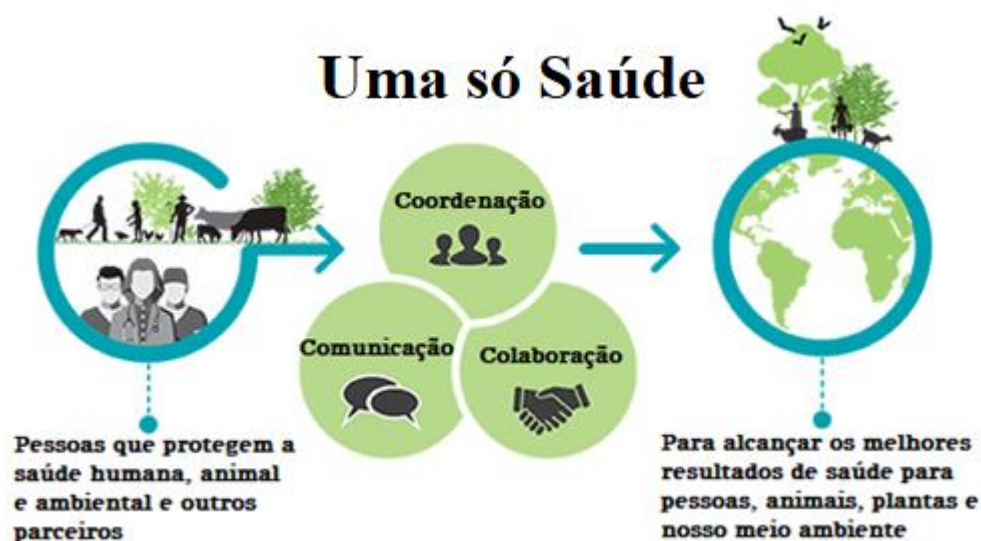 Uma só Saúde
Coordenação
Comunicação
Colaboração
Pessoas que protegem a
saúde humana, animal
e ambiental e outros
parceiros
Para alcançar os melhores
resultados de saúde para
pessoas, animais, plantas e
nosso meio ambiente